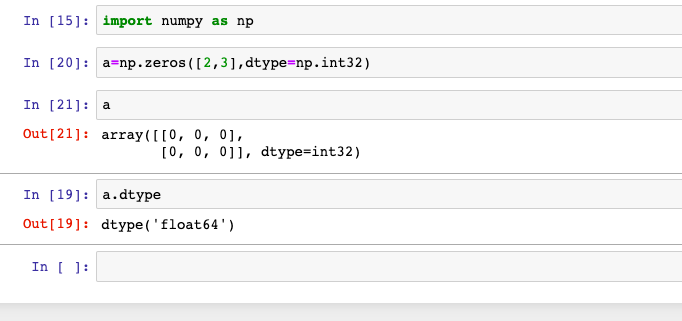 In [15]: import numpy as np
In [20]: a=np.zeros([2,3],dtype=np.int32)
In [21]: a
Out[21]: array([[0, 0, 0],
[0, 0, 0]], dtype=int32)
In [19]: a.dtype
Out[19]: dtype('float64')
In [ ]: